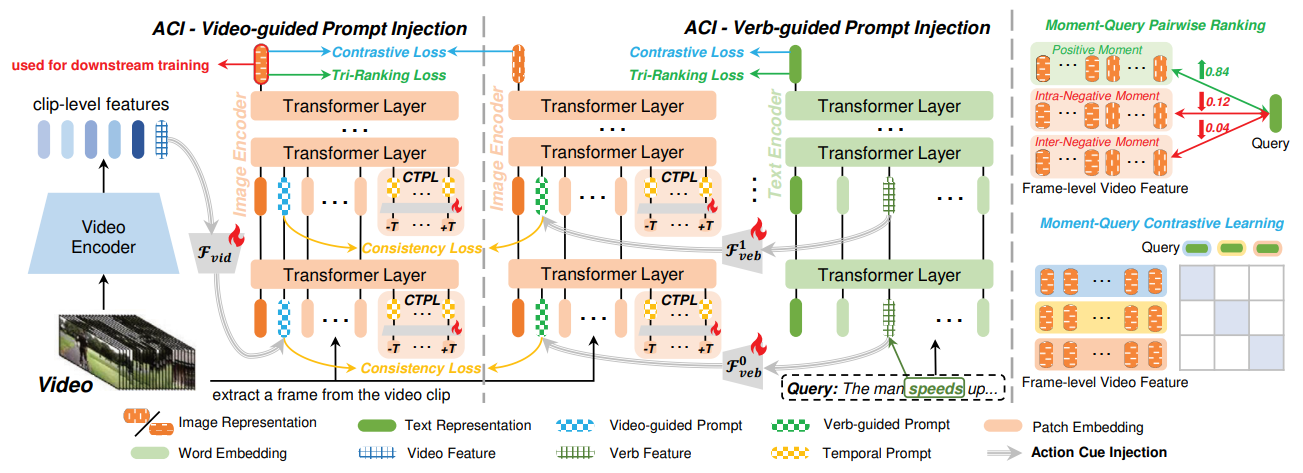 ACI - Video-guided Prompt Injection
ACI - Verb-guided Prompt Injection
Moment-Query Pairwise Ranking
used for downstream training
Contrastive Loss
Tri-Ranking Loss
Contrastive Loss
Tri-Ranking Loss
Positive Moment
Intra-Negative Moment
Inter-Negative Moment
0.84
0.12
0.04
Query
Frame-level Video Feature
clip-level features
Video
Encoder
Video
F vid
Image Encoder
Transformer Layer
...
Transformer Layer
CTPL
...
...
-T ... +T
Consistency Loss
Transformer Layer
CTPL
...
...
-T ... +T
Consistency Loss
Image Encoder
Transformer Layer
...
Transformer Layer
CTPL
...
...
-T ... +T
Transformer Layer
CTPL
...
...
-T ... +T
F 1 veb
F 0 veb
Text Encoder
Transformer Layer
...
Transformer Layer
...
Transformer Layer
...
extract a frame from the video clip
Query: The man speeds up...
Moment-Query Contrastive Learning
Query
...
...
...
Frame-level Video Feature
Image Representation
Text Representation
Video-guided Prompt
Verb-guided Prompt
Patch Embedding
Word Embedding
Video Feature
Verb Feature
Temporal Prompt
Action Cue Injection